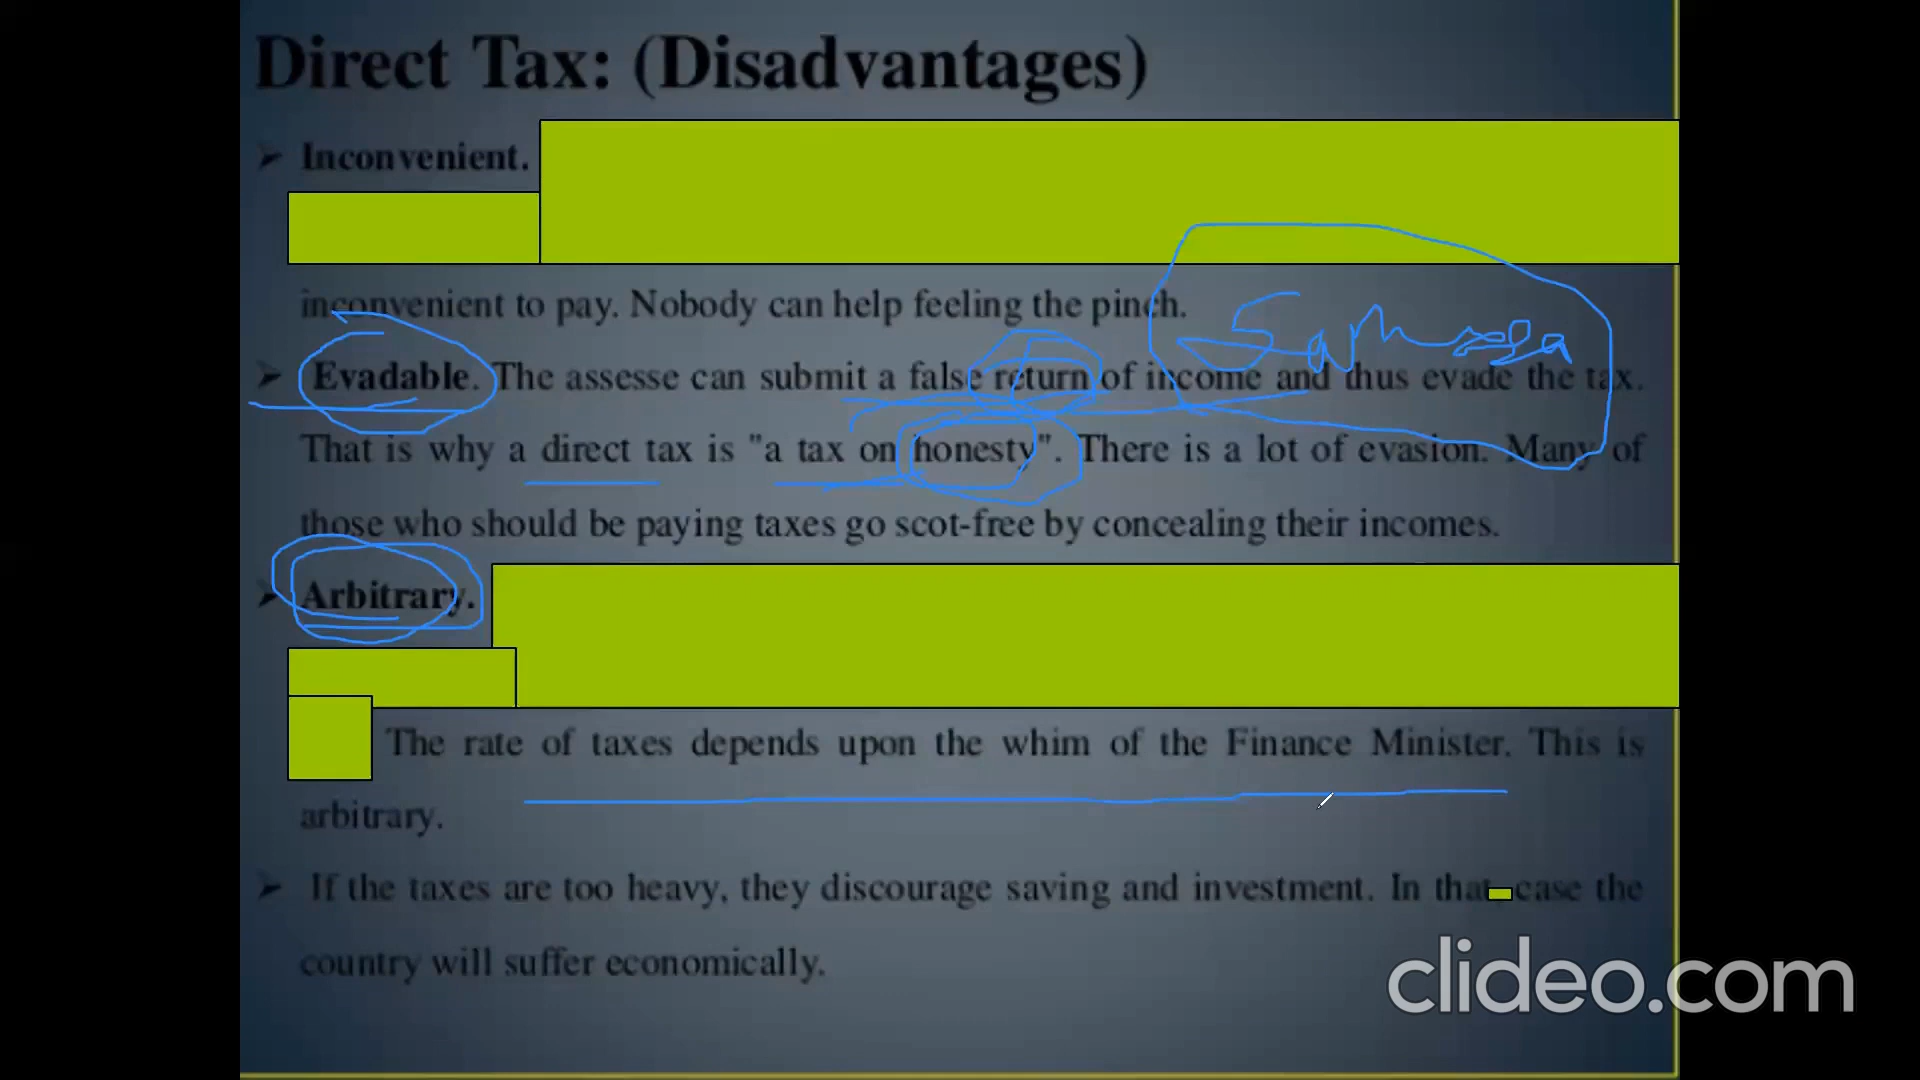 Direct Tax: (Disadvantages)
➢ Inconvenient.
inconvenient to pay. Nobody can help feeling the pinch.
➢ Evadable. The assesse can submit a false return of income and thus evade the tax.
That is why a direct tax is "a tax on honesty". There is a lot of evasion. Many of
those who should be paying taxes go scot-free by concealing their incomes.
➢ Arbitrary.
The rate of taxes depends upon the whim of the Finance Minister. This is
arbitrary.
➢ If the taxes are too heavy, they discourage saving and investment. In that case the
country will suffer economically.
clideo.com